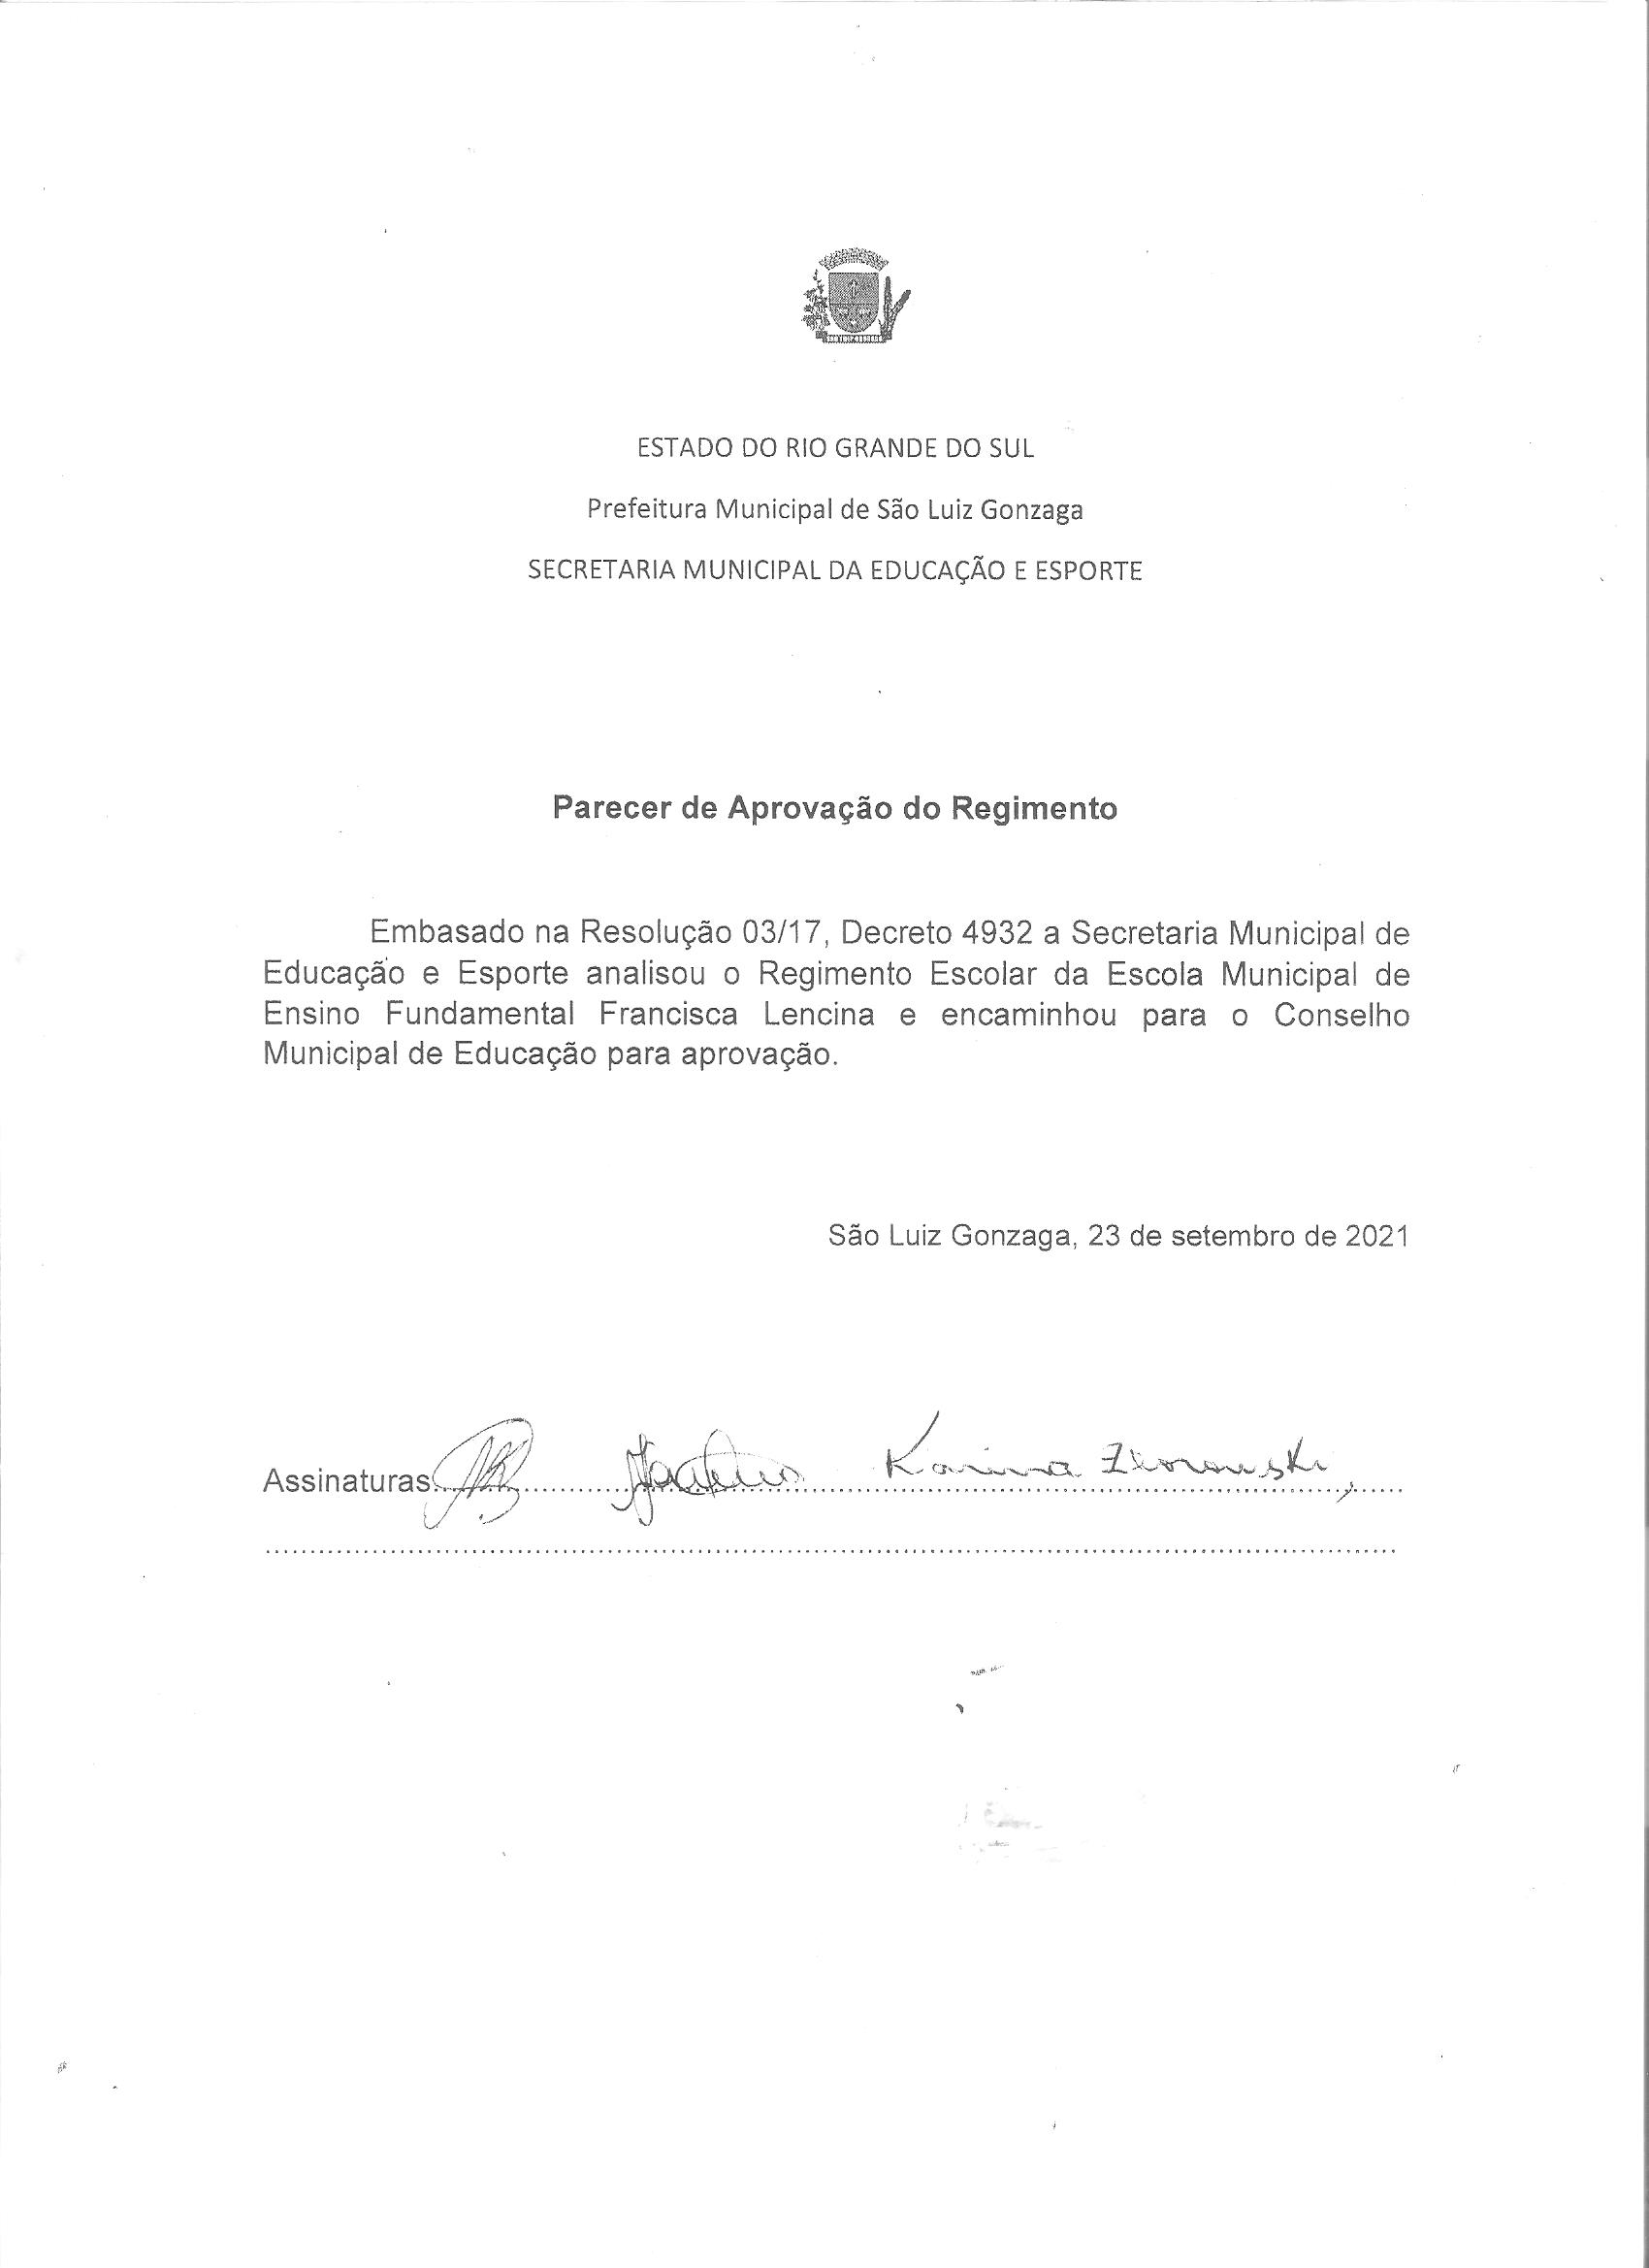 ESTADO DO RIO GRANDE DO SUL
Prefeitura Municipal de São Luiz Gonzaga
SECRETARIA MUNICIPAL DA EDUCAÇÃO E ESPORTE
Parecer de Aprovação do Regimento
Embasado na Resolução 03/17, Decreto 4932 a Secretaria Municipal de
Educação e Esporte analisou o Regimento Escolar da Escola Municipal de
Ensino Fundamental Francisca Lencina e encaminhou para o Conselho
Municipal de Educação para aprovação.
São Luiz Gonzaga, 23 de setembro de 2021
Assinaturas: Karina